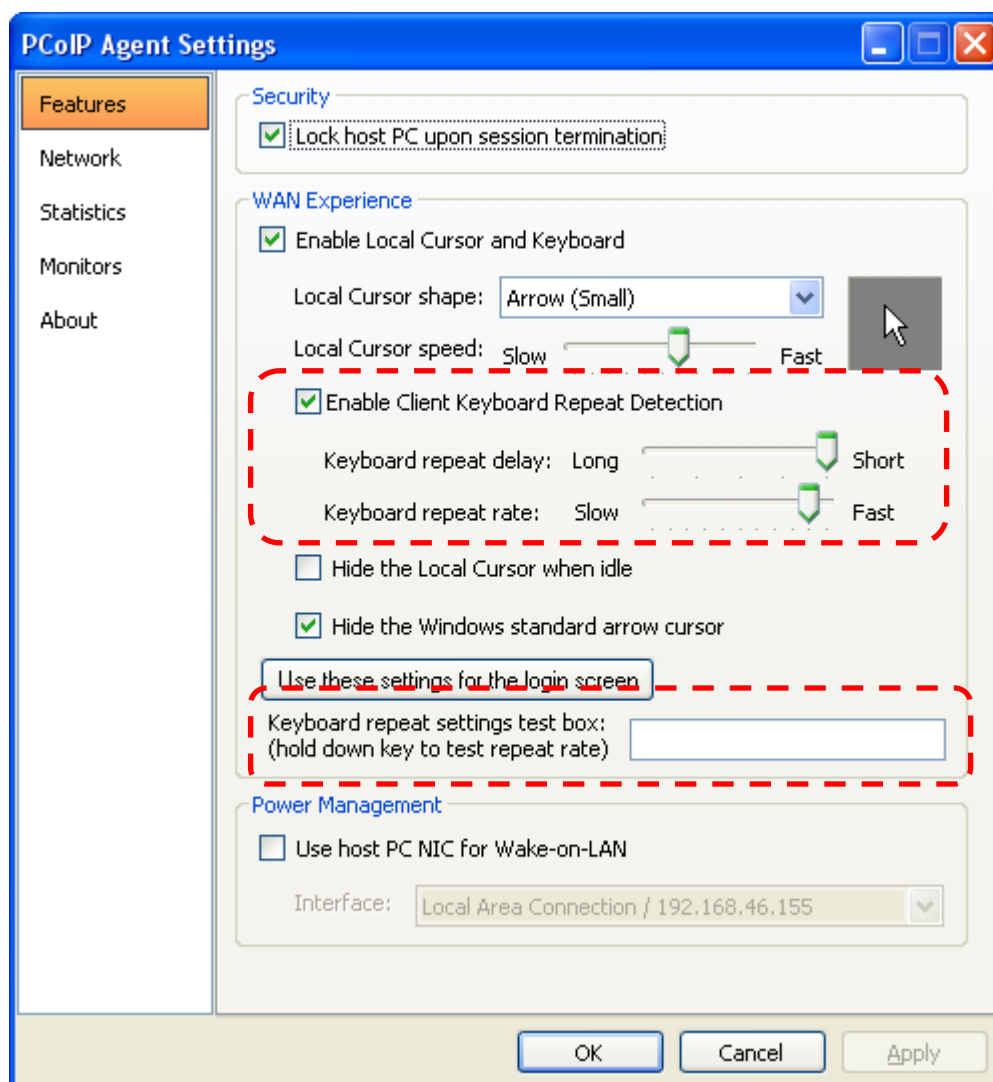 PCoIP Agent Settings
Features
Network
Statistics
Monitors
About
Security
Lock host PC upon session termination
WAN Experience
Enable Local Cursor and Keyboard
Local Cursor shape: Arrow (Small)
Local Cursor speed: Slow Fast
Enable Client Keyboard Repeat Detection
Keyboard repeat delay: Long Short
Keyboard repeat rate: Slow Fast
Hide the Local Cursor when idle
Hide the Windows standard arrow cursor
Use these settings for the login screen
Keyboard repeat settings test box:
(hold down key to test repeat rate)
Power Management
Use host PC NIC for Wake-on-LAN
Interface: Local Area Connection / 192.168.46.155
OK Cancel Apply